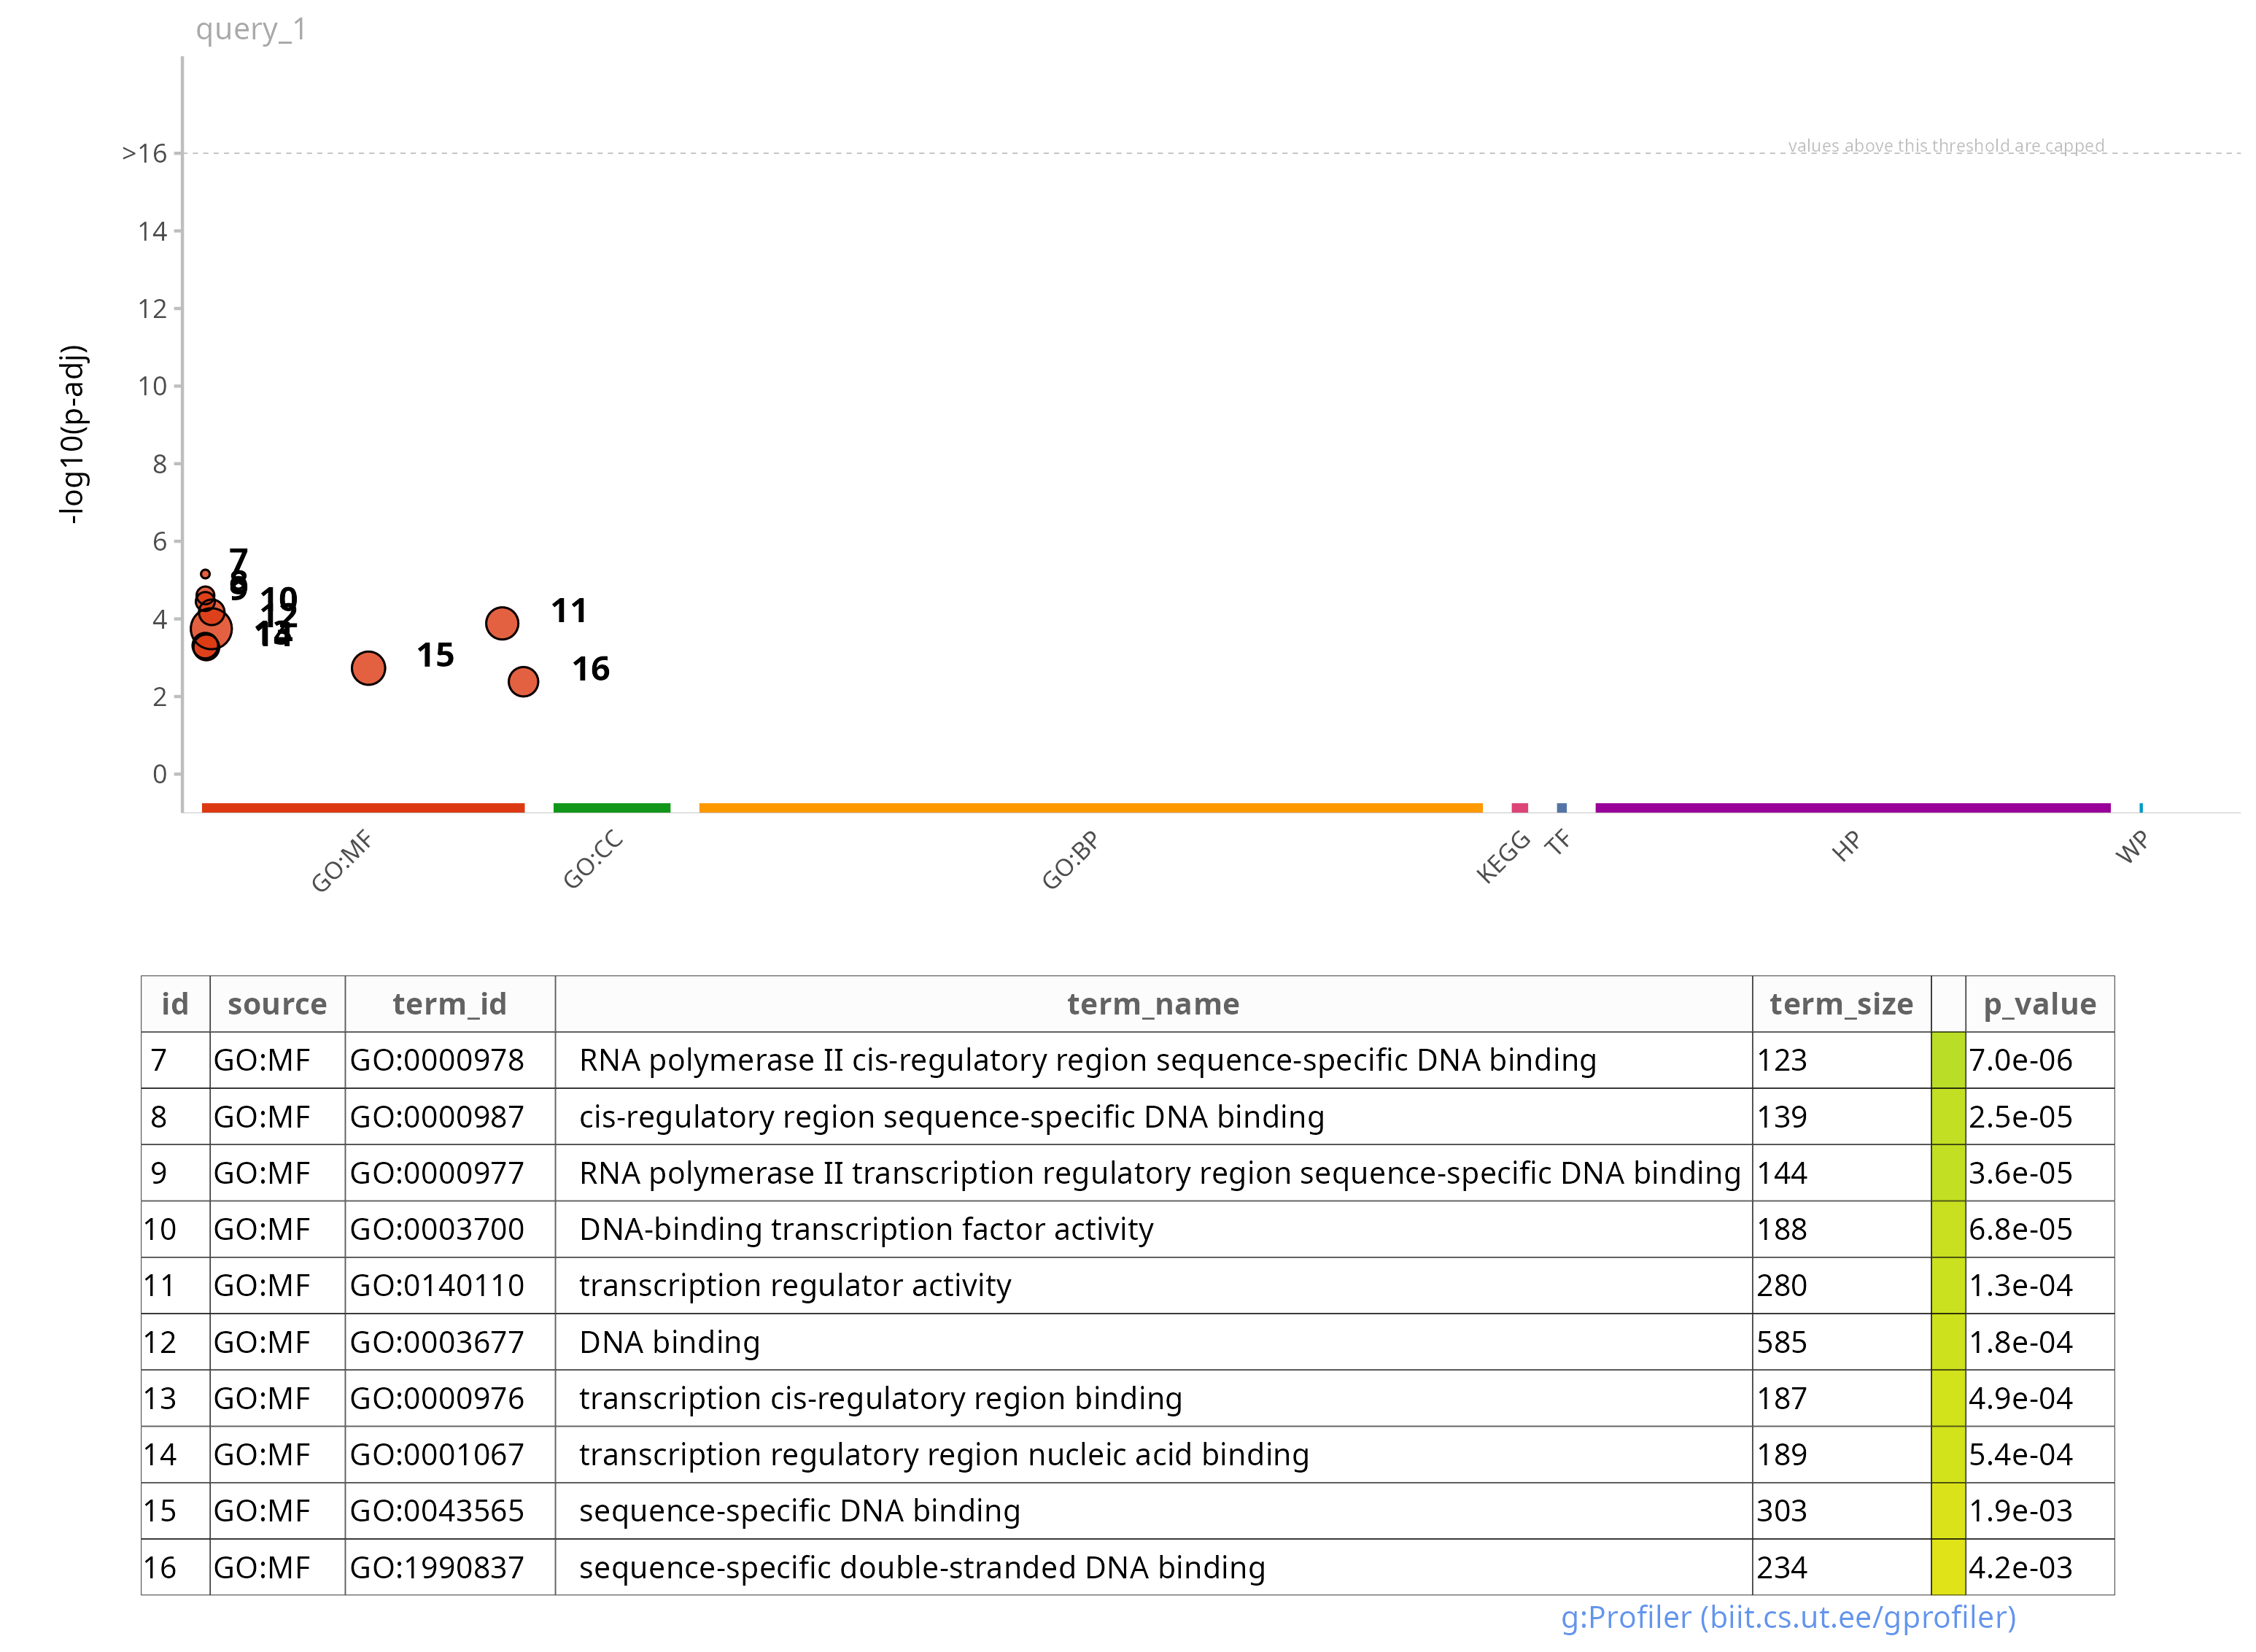 query_1
>16
values above this threshold are capped
14
12
10
8
6
4
2
0
-log10(p-adj)
7
8
9
10
12
13
14
11
15
16
GO:MF
GO:CC
GO:BP
KEGG
TF
HP
WP
id source term_id term_name term_size p_value
7 GO:MF GO:0000978 RNA polymerase II cis-regulatory region sequence-specific DNA binding 123 7.0e-06
8 GO:MF GO:0000987 cis-regulatory region sequence-specific DNA binding 139 2.5e-05
9 GO:MF GO:0000977 RNA polymerase II transcription regulatory region sequence-specific DNA binding 144 3.6e-05
10 GO:MF GO:0003700 DNA-binding transcription factor activity 188 6.8e-05
11 GO:MF GO:0140110 transcription regulator activity 280 1.3e-04
12 GO:MF GO:0003677 DNA binding 585 1.8e-04
13 GO:MF GO:0000976 transcription cis-regulatory region binding 187 4.9e-04
14 GO:MF GO:0001067 transcription regulatory region nucleic acid binding 189 5.4e-04
15 GO:MF GO:0043565 sequence-specific DNA binding 303 1.9e-03
16 GO:MF GO:1990837 sequence-specific double-stranded DNA binding 234 4.2e-03
g:Profiler (biit.cs.ut.ee/gprofiler)